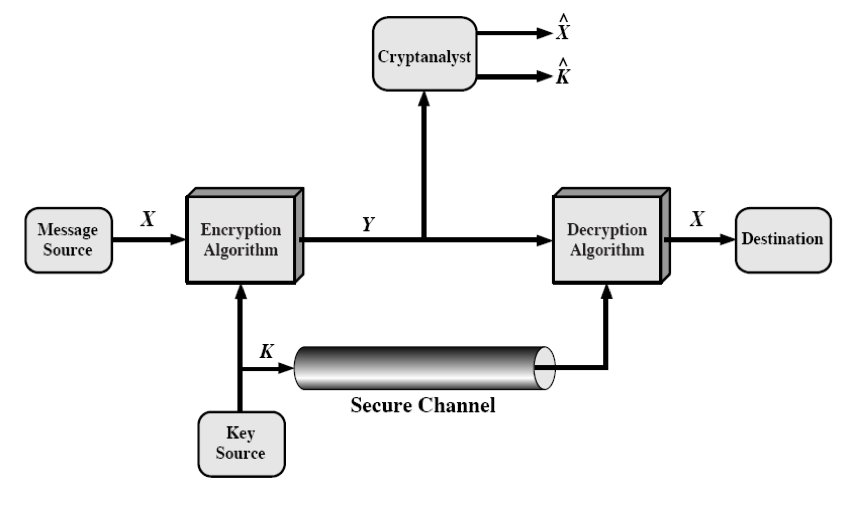 Cryptanalyst
X̂
K̂
Message
Source
X
Encryption
Algorithm
Y
Decryption
Algorithm
X
Destination
K
Secure Channel
Key
Source